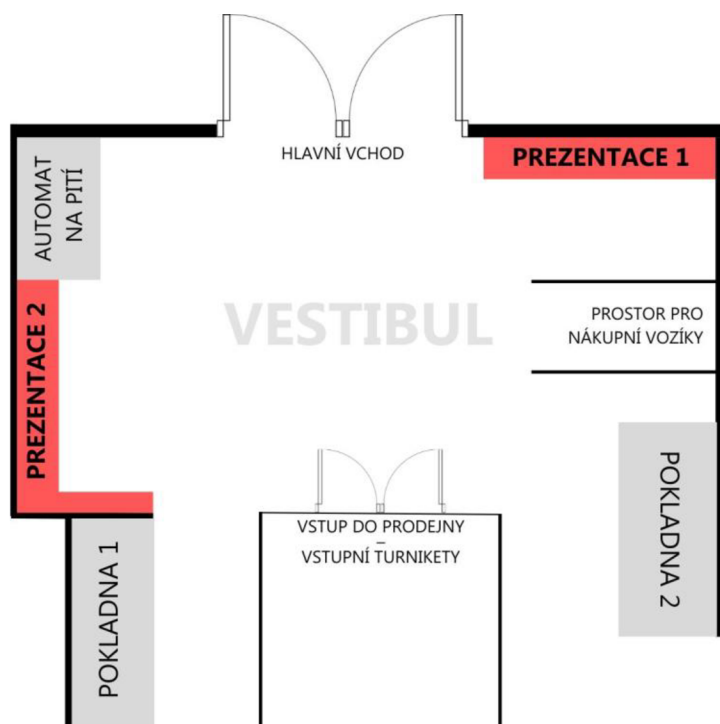 HLAVNÍ VCHOD
PREZENTACE 1
AUTOMAT
NA PITÍ
PREZENTACE 2
VESTIBUL
PROSTOR PRO
NÁKUPNÍ VOZÍKY
VSTUP DO PRODEJNY
–
VSTUPNÍ TURNIKETY
POKLADNA 1
POKLADNA 2